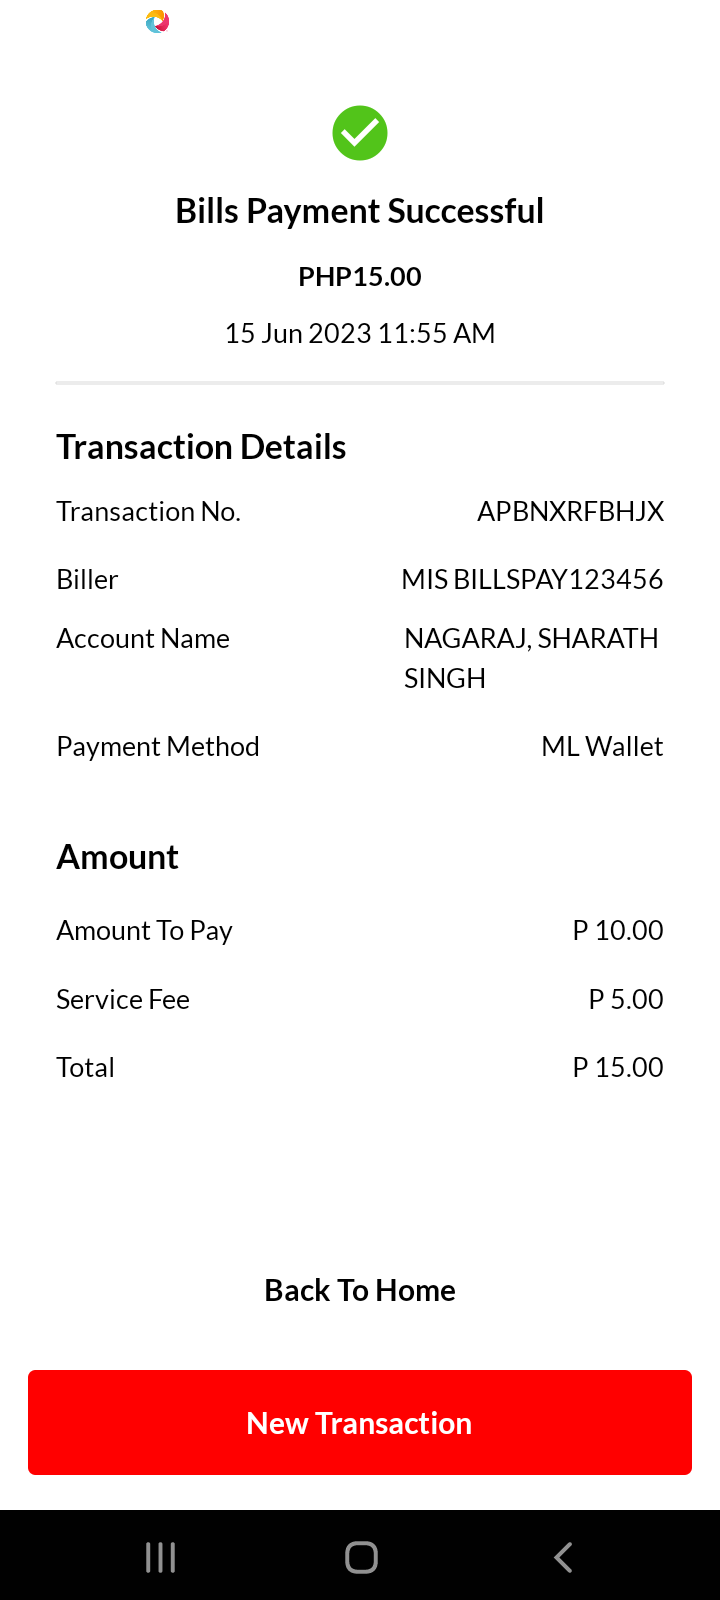 Bills Payment Successful
PHP15.00
15 Jun 2023 11:55 AM
Transaction Details
Transaction No. APBNXRFBHJX
Biller MIS BILLSPAY123456
Account Name NAGARAJ, SHARATH
SINGH
Payment Method ML Wallet
Amount
Amount To Pay P 10.00
Service Fee P 5.00
Total P 15.00
Back To Home
New Transaction